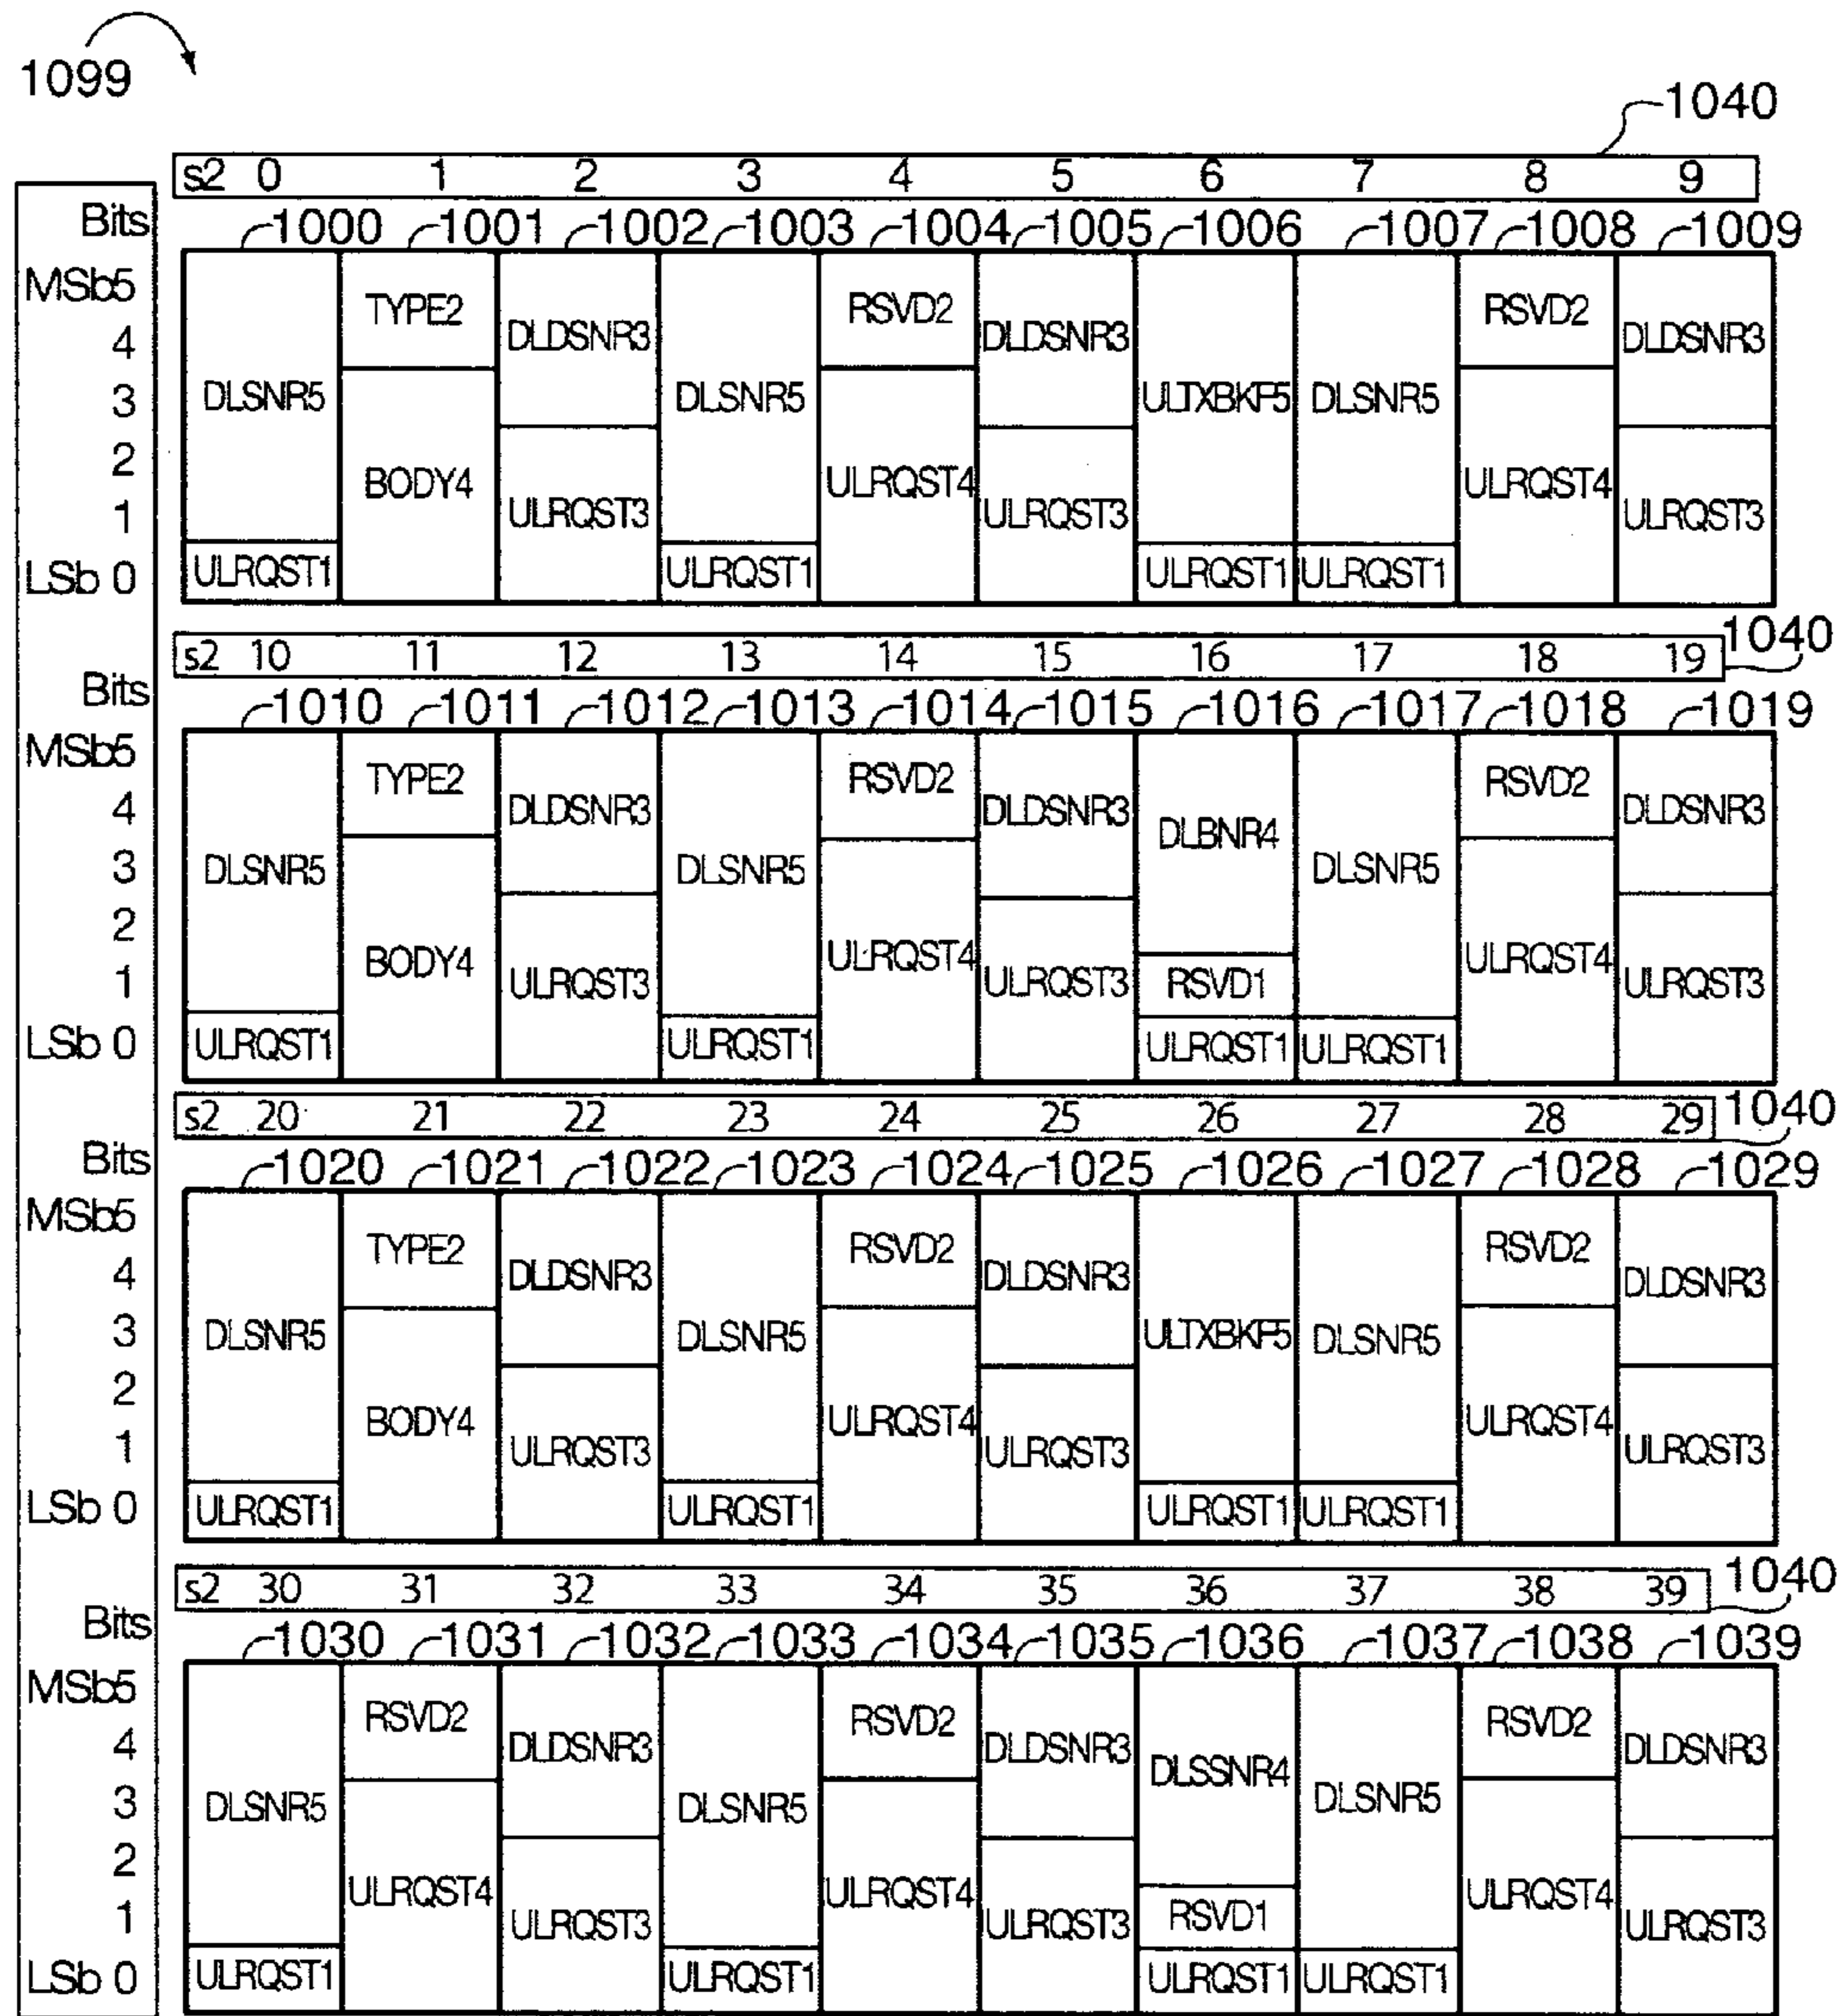 1099
1040
s2 0 1 2 3 4 5 6 7 8 9
Bits 1000 1001 1002 1003 1004 1005 1006 1007 1008 1009
MSb5 TYPE2 RSVD2 RSVD2
4 DLDSNR3 DLDSNR3 DLDSNR3
3 DLSNR5 DLSNR5 ULTXBKF5 DLSNR5
2 BODY4 ULRQST4 ULRQST4
1 ULRQST3 ULRQST3 ULRQST3
LSb 0 ULRQST1 ULRQST1 ULRQST1 ULRQST1
1040
s2 10 11 12 13 14 15 16 17 18 19
Bits 1010 1011 1012 1013 1014 1015 1016 1017 1018 1019
MSb5 TYPE2 RSVD2 RSVD2
4 DLDSNR3 DLDSNR3 DLBNR4 DLDSNR3
3 DLSNR5 DLSNR5 DLSNR5
2 BODY4 ULRQST4 ULRQST4
1 ULRQST3 ULRQST3 RSVD1 ULRQST3
LSb 0 ULRQST1 ULRQST1 ULRQST1 ULRQST1
s2 20 21 22 23 24 25 26 27 28 29 1040
Bits 1020 1021 1022 1023 1024 1025 1026 1027 1028 1029
MSb5 TYPE2 RSVD2 RSVD2
4 DLDSNR3 DLDSNR3 DLDSNR3
3 DLSNR5 DLSNR5 ULTXBKF5 DLSNR5
2 BODY4 ULRQST4 ULRQST4
1 ULRQST3 ULRQST3 ULRQST3
LSb 0 ULRQST1 ULRQST1 ULRQST1 ULRQST1
s2 30 31 32 33 34 35 36 37 38 39 1040
Bits 1030 1031 1032 1033 1034 1035 1036 1037 1038 1039
MSb5 RSVD2 RSVD2 RSVD2
4 DLDSNR3 DLDSNR3 DLSSNR4 DLDSNR3
3 DLSNR5 DLSNR5 DLSNR5
2 ULRQST4 ULRQST4 ULRQST4
1 ULRQST3 ULRQST3 RSVD1 ULRQST3
LSb 0 ULRQST1 ULRQST1 ULRQST1 ULRQST1